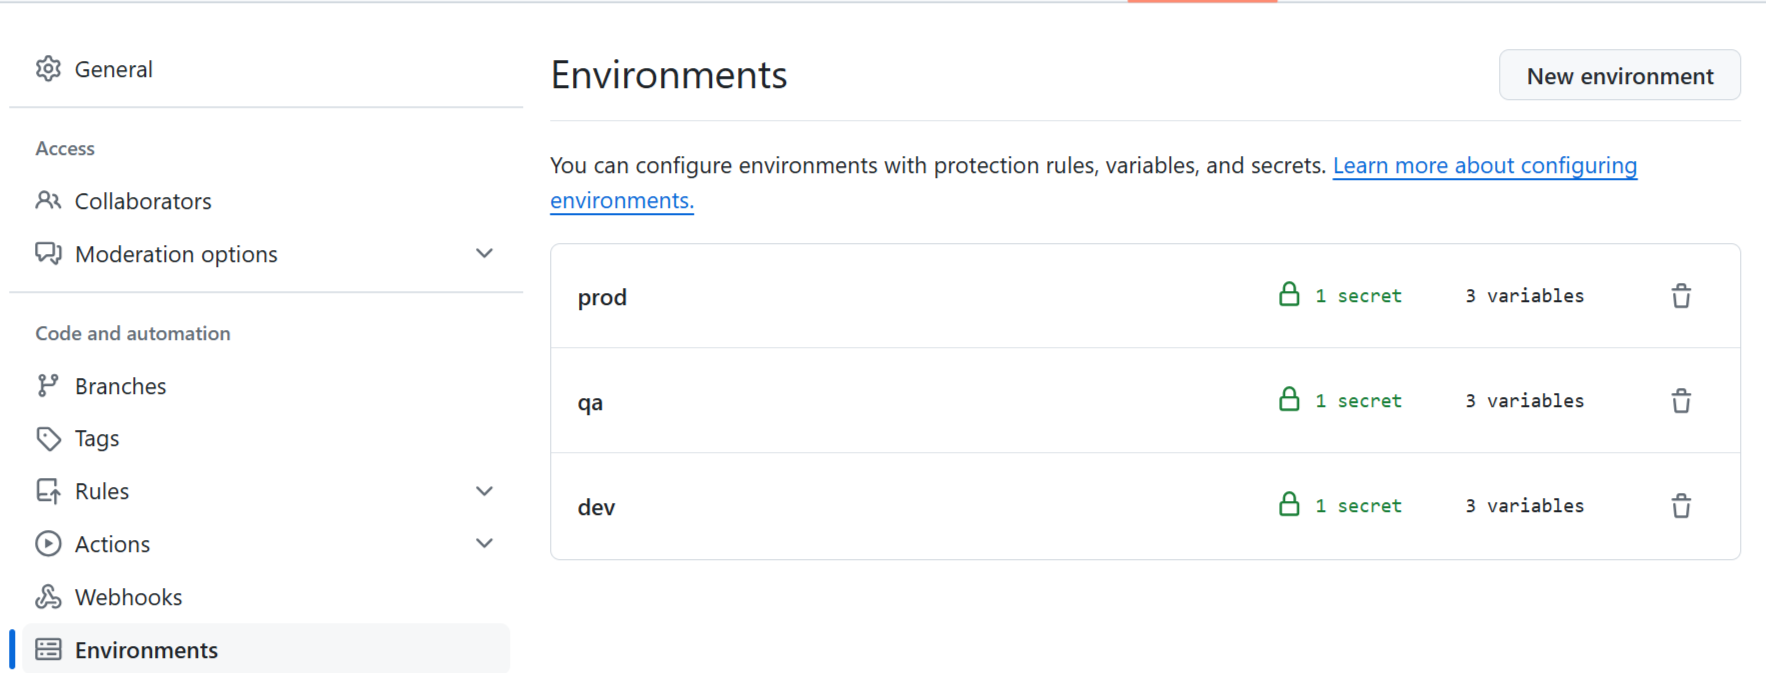 General
Access
Collaborators
Moderation options
Code and automation
Branches
Tags
Rules
Actions
Webhooks
Environments
Environments
New environment
You can configure environments with protection rules, variables, and secrets. Learn more about configuring
environments.
prod 1 secret 3 variables
qa 1 secret 3 variables
dev 1 secret 3 variables